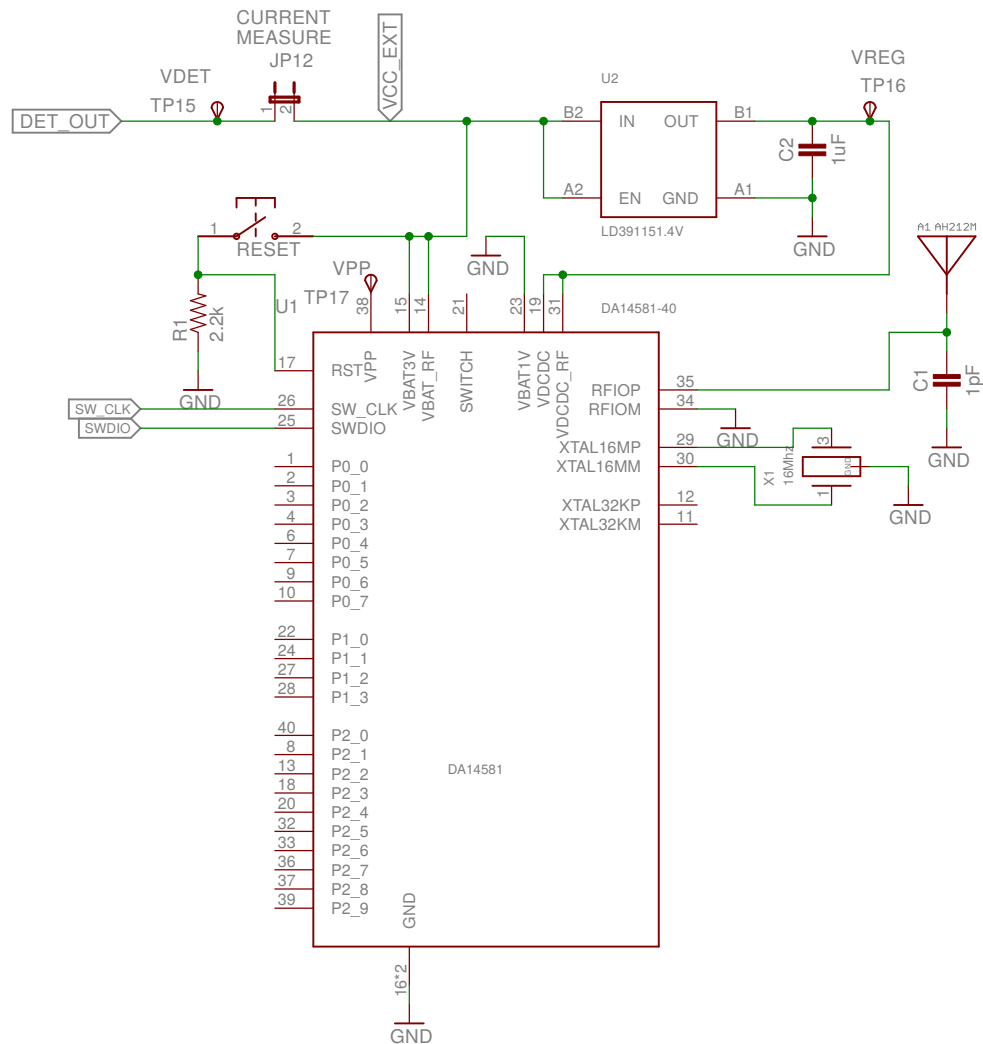 CURRENT
MEASURE
JP12
VCC_EXT
VDET
TP15
1
2
DET_OUT
U2
VREG
TP16
B2 IN OUT B1
C2
1uF
A2 EN GND A1
LD391151.4V
GND
1 2
RESET
GND
A1 AH212M
VPP
TP17
U1
R1
2.2k
GND
38 15 14 21 23 19 31
DA14581-40
VPP VBAT3V VBAT_RF SWITCH VBAT1V VDCDC VDCDC_RF
17 RST
SW_CLK 26 SW_CLK
SWDIO 25 SWDIO
RFIOP 35
RFIOM 34
GND
C1
1pF
GND
XTAL16MP 29
XTAL16MM 30
X1
16Mhz
3
GND
1
GND
XTAL32KP 12
XTAL32KM 11
1 P0_0
2 P0_1
3 P0_2
4 P0_3
6 P0_4
7 P0_5
9 P0_6
10 P0_7
22 P1_0
24 P1_1
27 P1_2
28 P1_3
40 P2_0
8 P2_1
13 P2_2
18 P2_3
20 P2_4
32 P2_5
33 P2_6
36 P2_7
37 P2_8
39 P2_9
DA14581
GND
16*2
GND